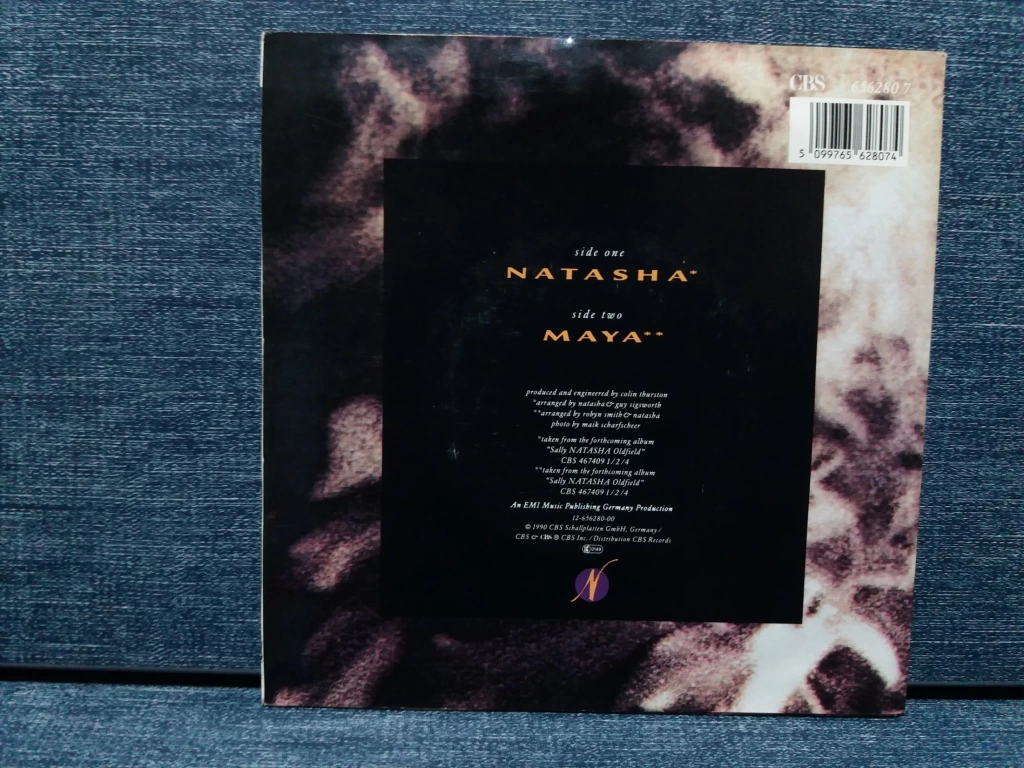 CBS 656280 7
5 099765 628074
side one
NATASHA*
side two
MAYA**
produced and engineered by colin thurston
*arranged by natasha & guy sigsworth
**arranged by robyn smith & natasha
photo by maik scharfscheer
*taken from the forthcoming album
"Sally NATASHA Oldfield"
CBS 467409 1/2/4
**taken from the forthcoming album
"Sally NATASHA Oldfield"
CBS 467409 1/2/4
An EMI Music Publishing Germany Production
12-656280-00
© 1990 CBS Schallplatten GmbH, Germany /
CBS & CBS ® CBS Inc. / Distribution CBS Records
N